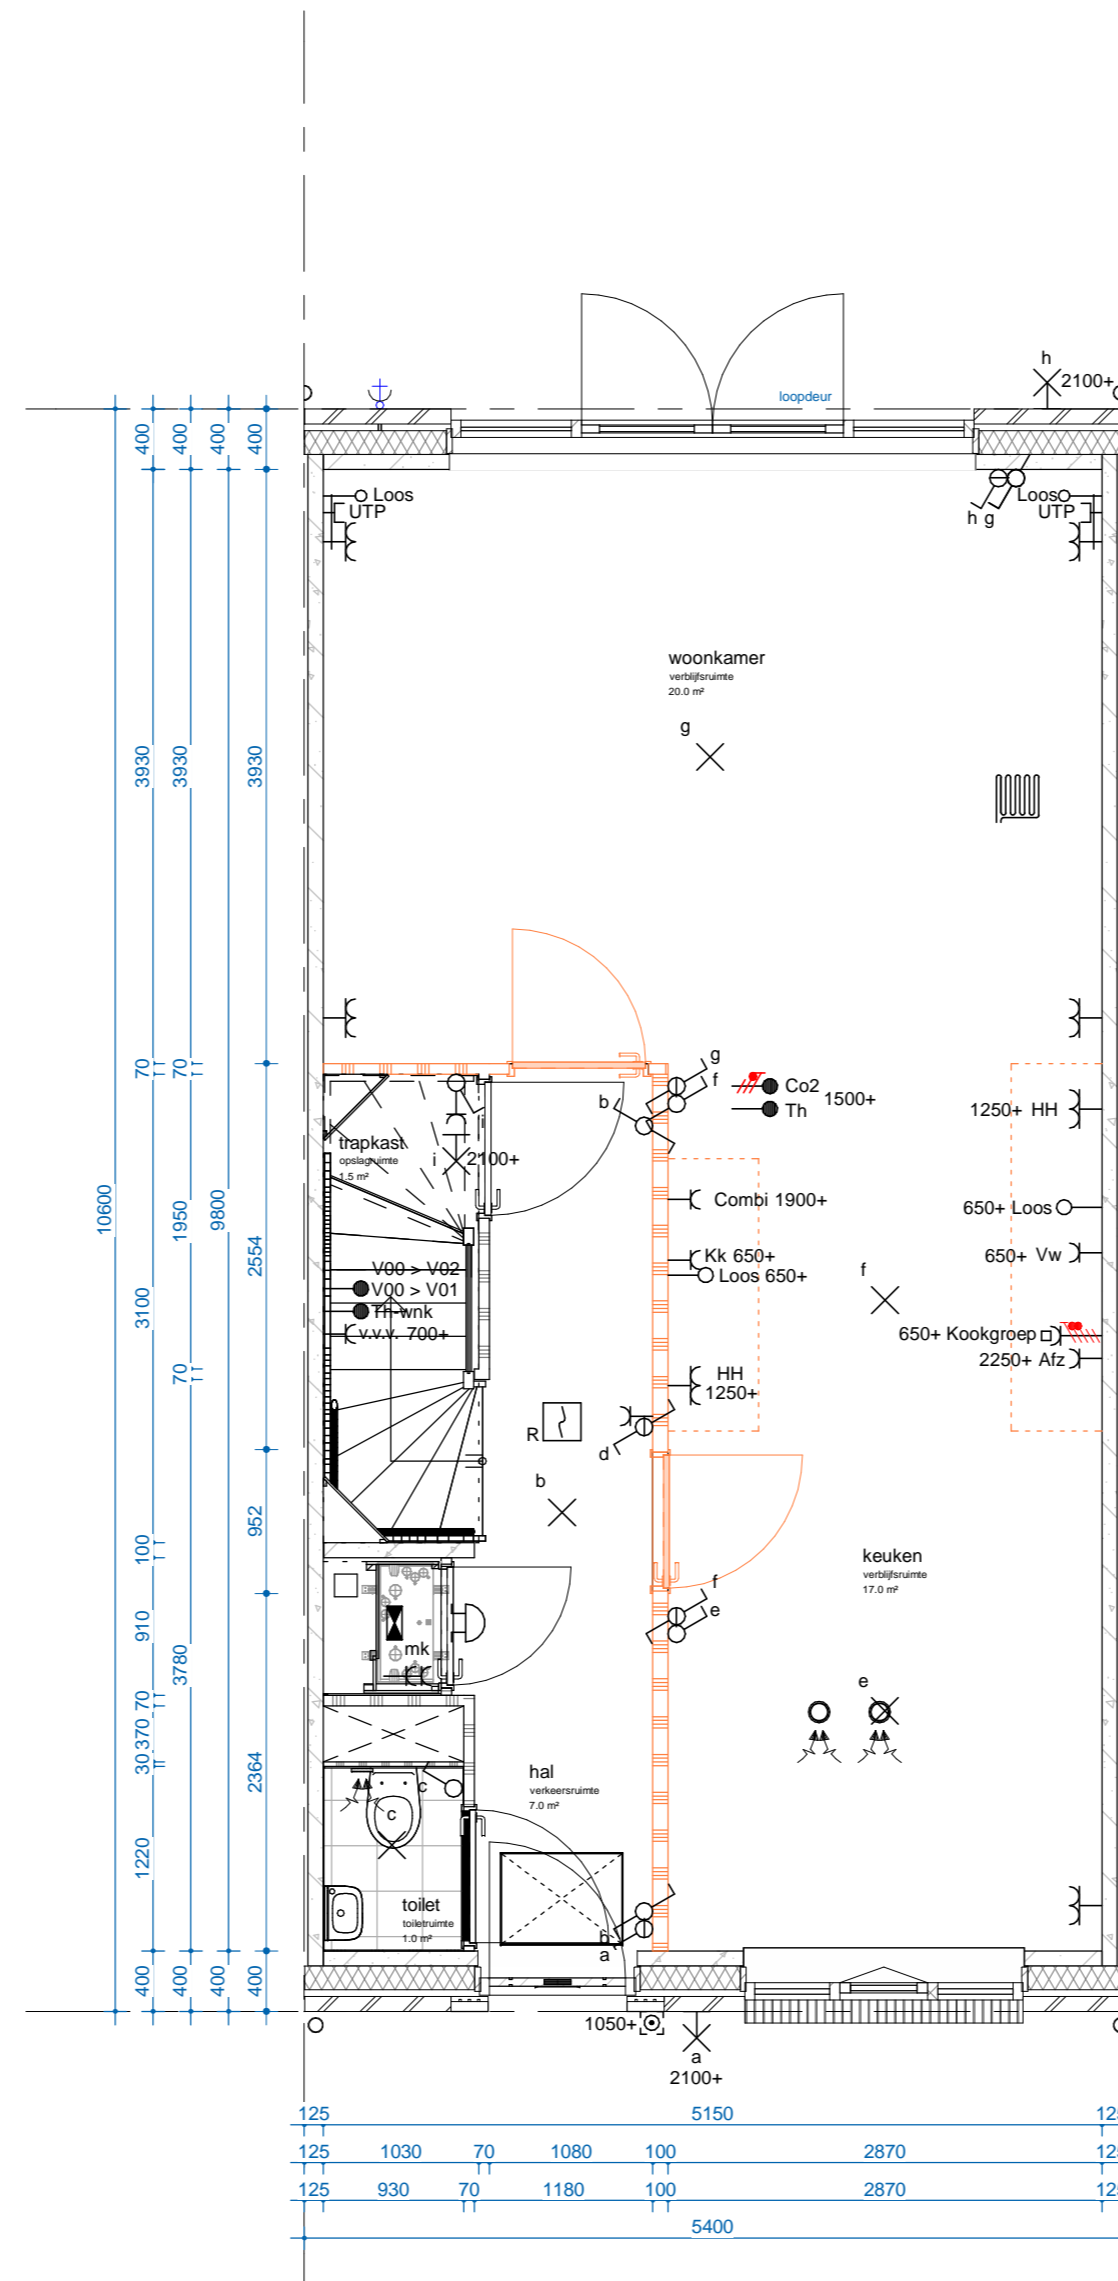 h
2100+
loopdeur
400 400 400
Loos
UTP
h g
Loos
UTP
woonkamer
verblijfsruimte
20.0 m²
g
3930 3930 3930
70 70
g
f
b
Co2
Th
1500+
1250+ HH
trapkast
opslagruimte
1.5 m²
i
i
2100+
Combi 1900+
650+ Loos
10600
3100
1950
9800
2554
V00 > V02
V00 > V01
Th-wnk
v.v.v. 700+
Kk 650+
Loos 650+
650+ Vw
f
650+ Kookgroep
2250+ Afz
70
HH
1250+
R
d
b
952
100
keuken
verblijfsruimte
17.0 m²
f
e
910
3780
mk
e
70
370
30
2364
hal
verkeersruimte
7.0 m²
c
c
1220
toilet
toiletruimte
1.0 m²
b
a
400 400 400 400
1050+
a
2100+
125 5150 125
125 1030 70 1080 100 2870 125
125 930 70 1180 100 2870 125
5400